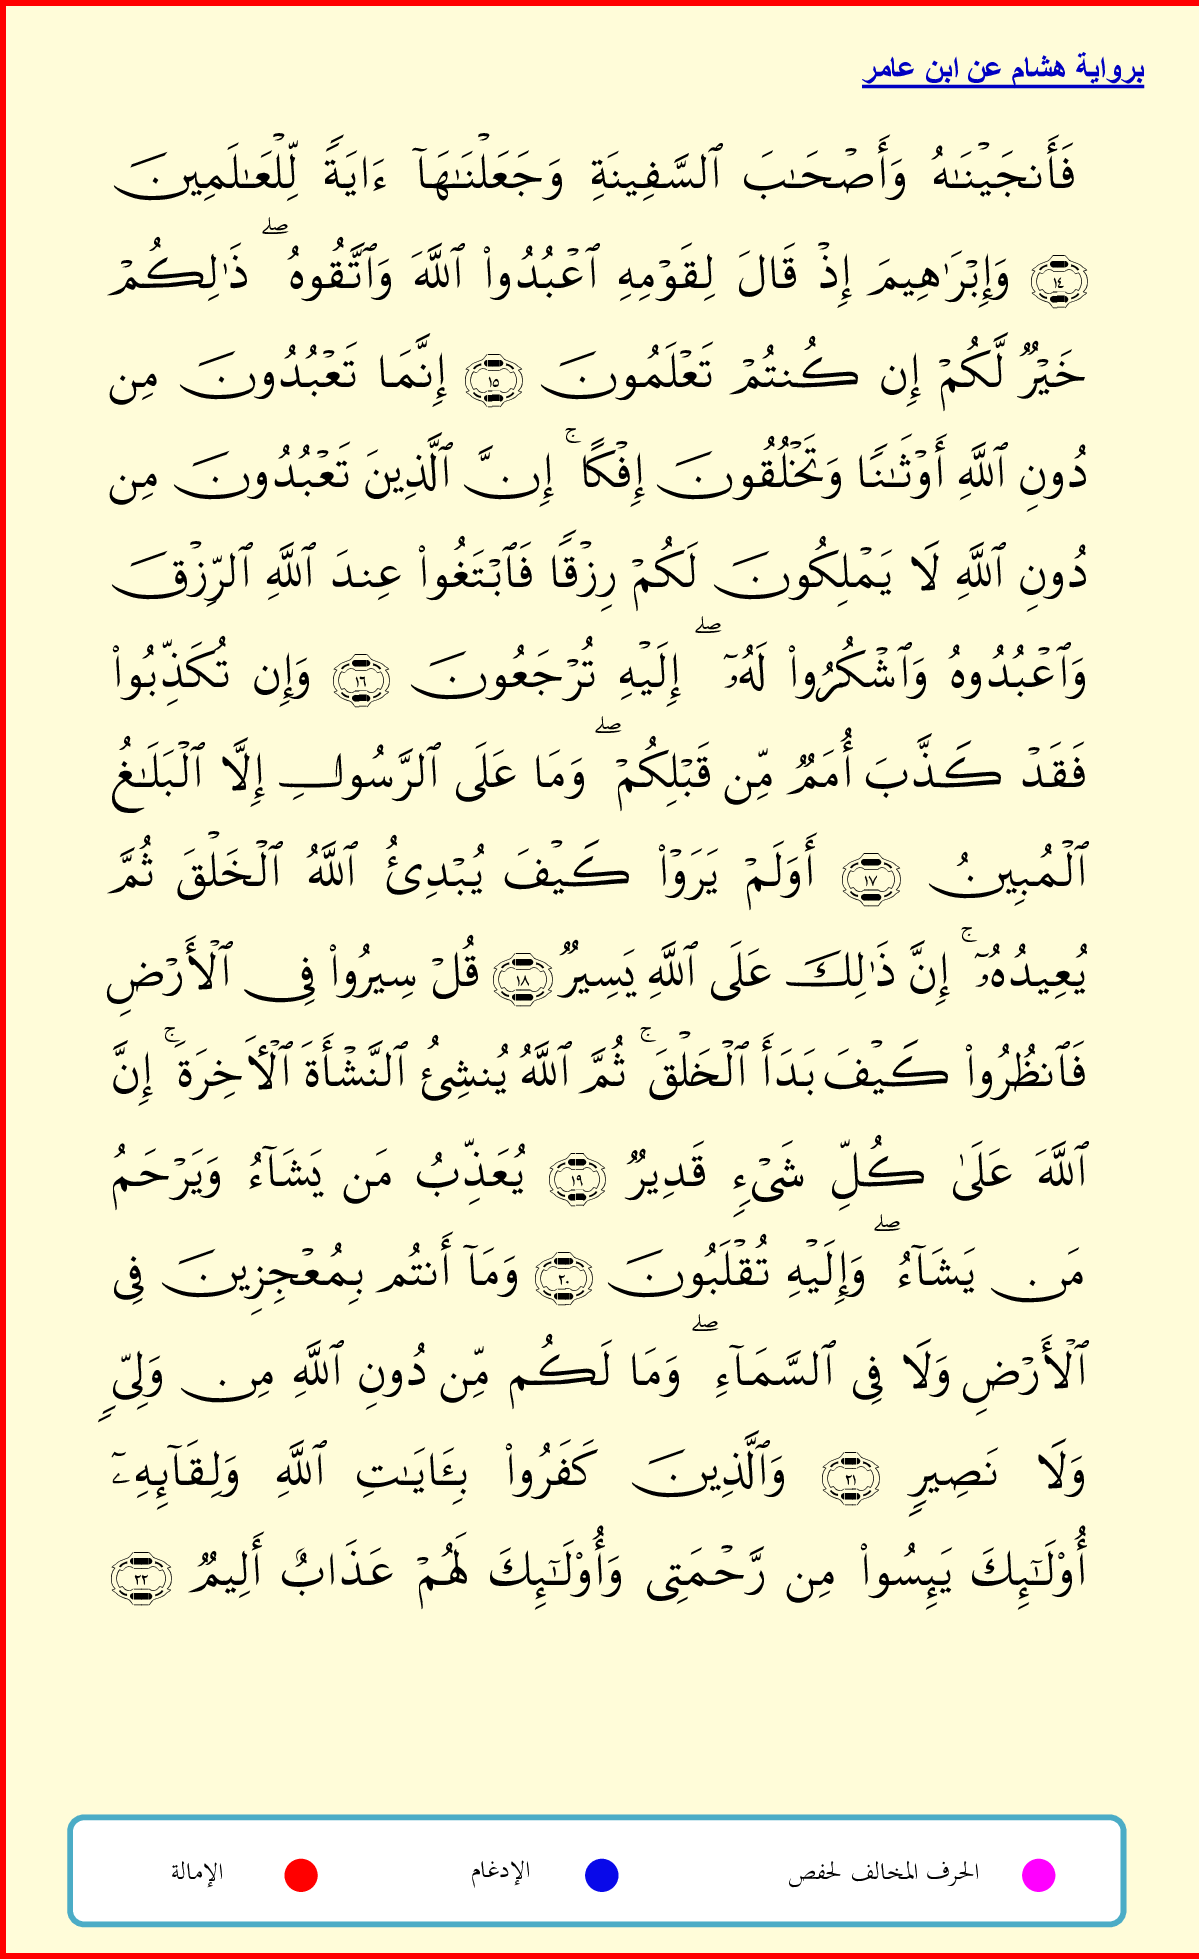 برواية هشام عن ابن عامر
فَأَنجَيْنَـٰهُ وَأَصْحَـٰبَ ٱلسَّفِينَةِ وَجَعَلْنَـٰهَآ ءَايَةً لِّلْعَـٰلَمِينَ
١٤ وَإِبْرَٰهِيمَ إِذْ قَالَ لِقَوْمِهِ ٱعْبُدُوا۟ ٱللَّهَ وَٱتَّقُوهُ ۖ ذَٰلِكُمْ
خَيْرٌ لَّكُمْ إِن كُنتُمْ تَعْلَمُونَ ١٥ إِنَّمَا تَعْبُدُونَ مِن
دُونِ ٱللَّهِ أَوْثَـٰنًا وَتَخْلُقُونَ إِفْكًا ۚ إِنَّ ٱلَّذِينَ تَعْبُدُونَ مِن
دُونِ ٱللَّهِ لَا يَمْلِكُونَ لَكُمْ رِزْقًا فَٱبْتَغُوا۟ عِندَ ٱللَّهِ ٱلرِّزْقَ
وَٱعْبُدُوهُ وَٱشْكُرُوا۟ لَهُۥٓ ۖ إِلَيْهِ تُرْجَعُونَ ١٦ وَإِن تُكَذِّبُوا۟
فَقَدْ كَذَّبَ أُمَمٌ مِّن قَبْلِكُمْ ۖ وَمَا عَلَى ٱلرَّسُولِ إِلَّا ٱلْبَلَـٰغُ
ٱلْمُبِينُ ١٧ أَوَلَمْ يَرَوْا۟ كَيْفَ يُبْدِئُ ٱللَّهُ ٱلْخَلْقَ ثُمَّ
يُعِيدُهُۥٓ ۚ إِنَّ ذَٰلِكَ عَلَى ٱللَّهِ يَسِيرٌ ١٨ قُلْ سِيرُوا۟ فِى ٱلْأَرْضِ
فَٱنظُرُوا۟ كَيْفَ بَدَأَ ٱلْخَلْقَ ۚ ثُمَّ ٱللَّهُ يُنشِئُ ٱلنَّشْأَةَ ٱلْـَٔاخِرَةَ ۚ إِنَّ
ٱللَّهَ عَلَىٰ كُلِّ شَىْءٍ قَدِيرٌ ١٩ يُعَذِّبُ مَن يَشَآءُ وَيَرْحَمُ
مَن يَشَآءُ ۖ وَإِلَيْهِ تُقْلَبُونَ ٢٠ وَمَآ أَنتُم بِمُعْجِزِينَ فِى
ٱلْأَرْضِ وَلَا فِى ٱلسَّمَآءِ ۖ وَمَا لَكُم مِّن دُونِ ٱللَّهِ مِن وَلِىٍّ
وَلَا نَصِيرٍ ٢١ وَٱلَّذِينَ كَفَرُوا۟ بِـَٔايَـٰتِ ٱللَّهِ وَلِقَآئِهِۦٓ
أُو۟لَـٰٓئِكَ يَئِسُوا۟ مِن رَّحْمَتِى وَأُو۟لَـٰٓئِكَ لَهُمْ عَذَابٌ أَلِيمٌ ٢٢
الحرف المخالف لحفص الإدغام الإمالة